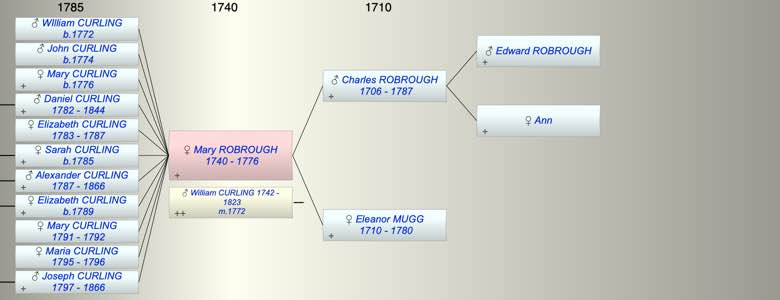 1785
1740
1710
♂ William CURLING
b.1772
♂ John CURLING
b.1774
♀ Mary CURLING
+ b.1776
♂ Daniel CURLING
+ 1782 - 1844
♀ Elizabeth CURLING
1783 - 1787
♀ Sarah CURLING
+ b.1785
♂ Alexander CURLING
+ 1787 - 1866
♀ Elizabeth CURLING
+ b.1789
♀ Mary CURLING
1791 - 1792
♀ Maria CURLING
1795 - 1796
♂ Joseph CURLING
+ 1797 - 1866
♀ Mary ROBROUGH
1740 - 1776
+
♂ William CURLING 1742 -
1823
++ m.1772
♂ Charles ROBROUGH
+ 1706 - 1787
♀ Eleanor MUGG
+ 1710 - 1780
♂ Edward ROBROUGH
+
♀ Ann
+